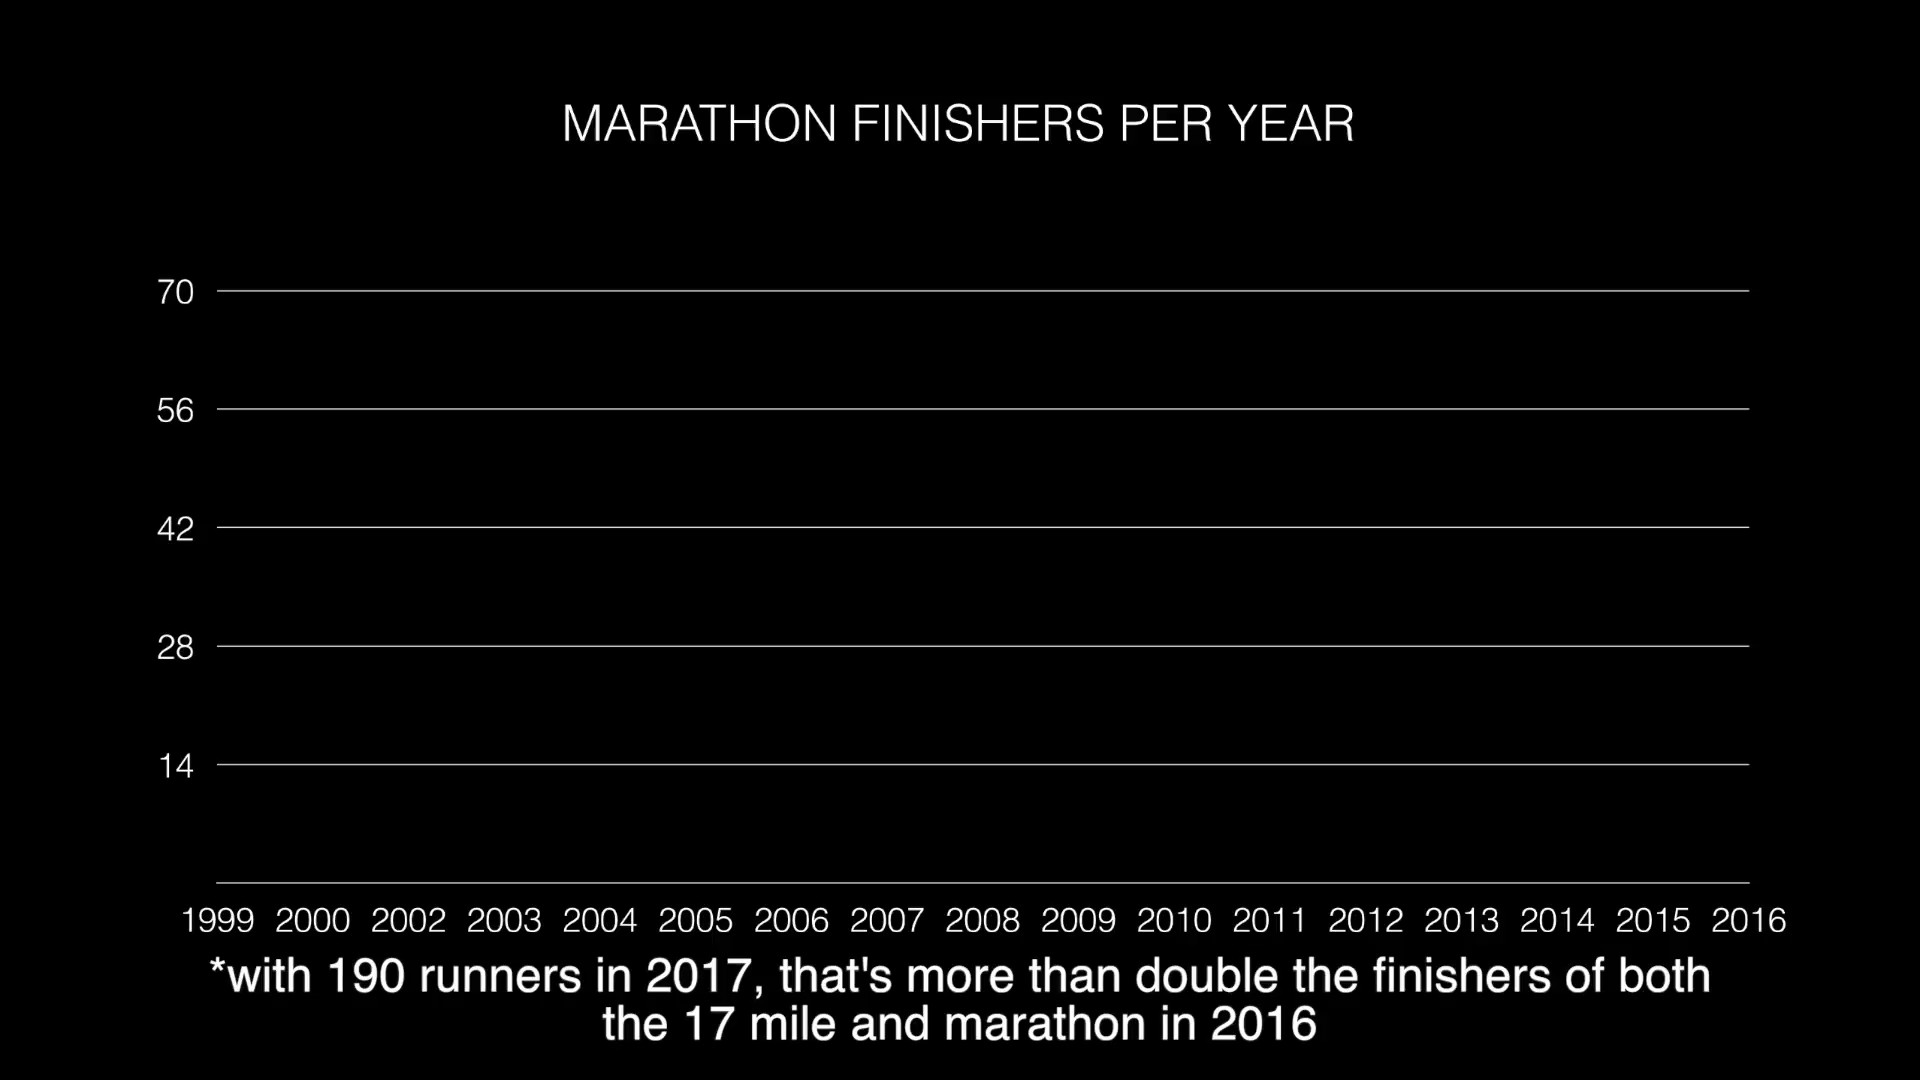 MARATHON FINISHERS PER YEAR
70
56
42
28
14
1999 2000 2002 2003 2004 2005 2006 2007 2008 2009 2010 2011 2012 2013 2014 2015 2016
*with 190 runners in 2017, that's more than double the finishers of both
the 17 mile and marathon in 2016